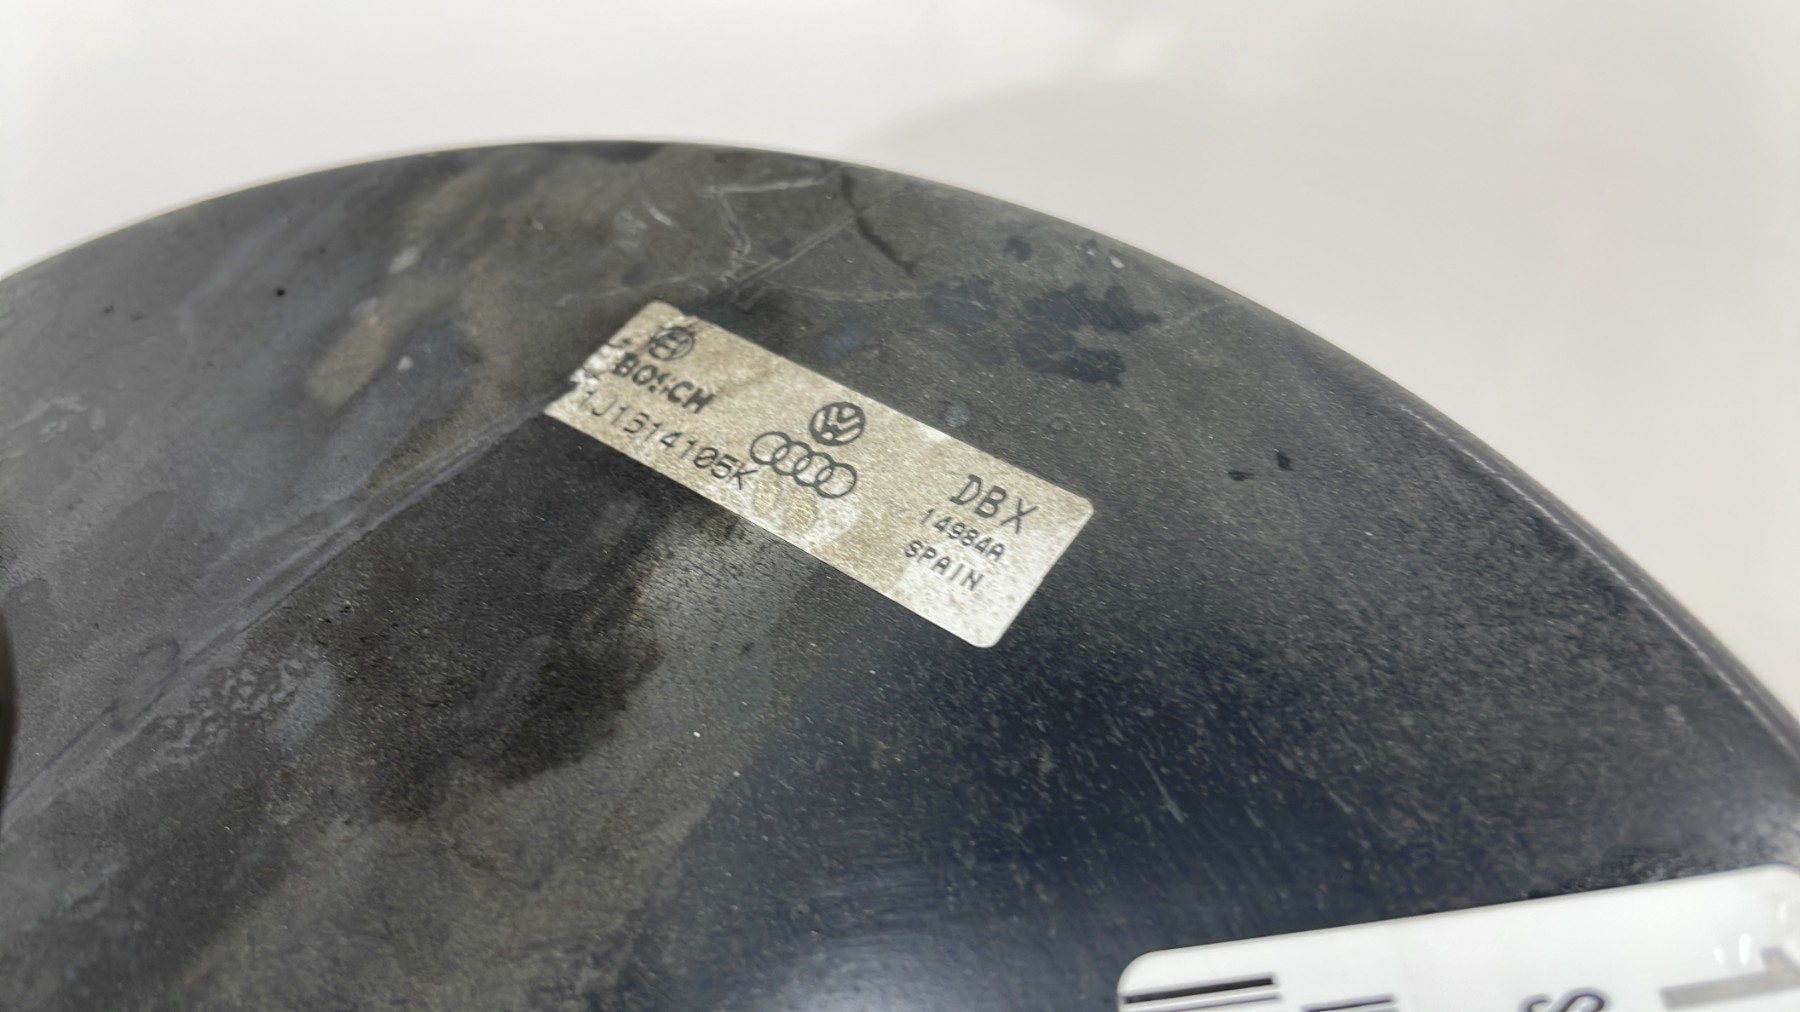 BOSCH
1J1614105K
DBX
14984A
SPAIN
S